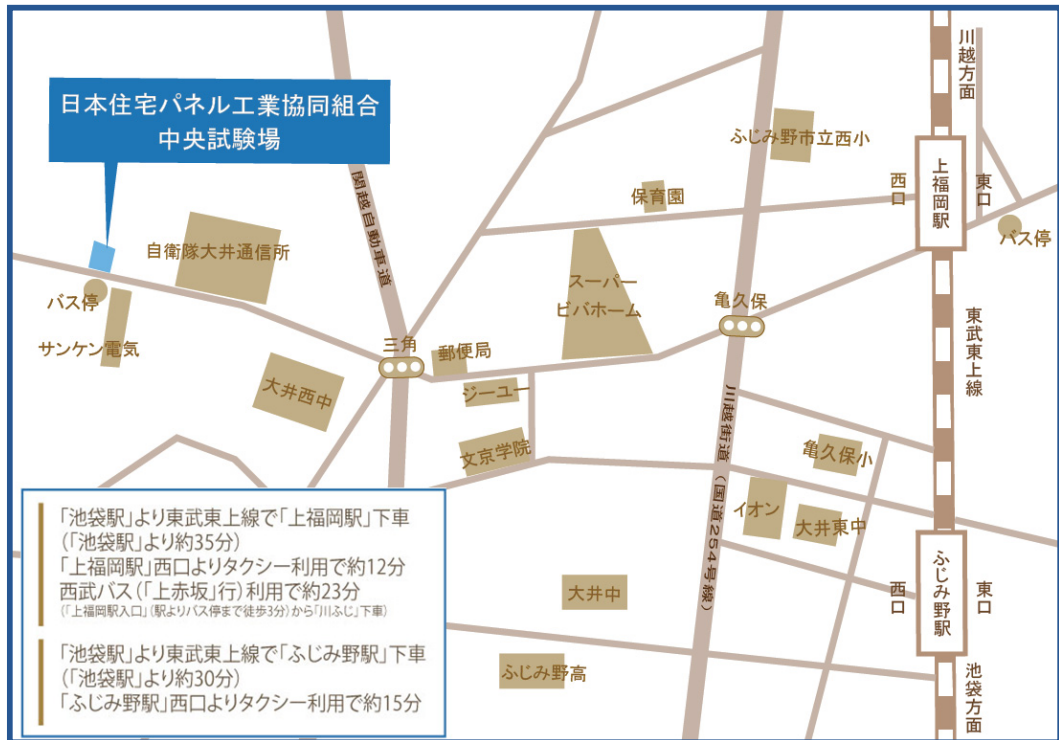 川越方面
日本住宅パネル工業協同組合
中央試験場
関越自動車道
ふじみ野市立西小
上福岡駅
西口
東口
保育園
バス停
自衛隊大井通信所
スーパー
ビバホーム
亀久保
バス停
サンケン電気
三角
郵便局
東武東上線
大井西中
ジーユー
川越街道(国道254号線)
文京学院
亀久保小
イオン
大井東中
ふじみ野駅
西口
東口
大井中
ふじみ野高
池袋方面
「池袋駅」より東武東上線で「上福岡駅」下車
(「池袋駅」より約35分)
「上福岡駅」西口よりタクシー利用で約12分
西武バス(「上赤坂」行)利用で約23分
(「上福岡駅入口」(駅よりバス停まで徒歩3分)から「川ふじ」下車)
「池袋駅」より東武東上線で「ふじみ野駅」下車
(「池袋駅」より約30分)
「ふじみ野駅」西口よりタクシー利用で約15分